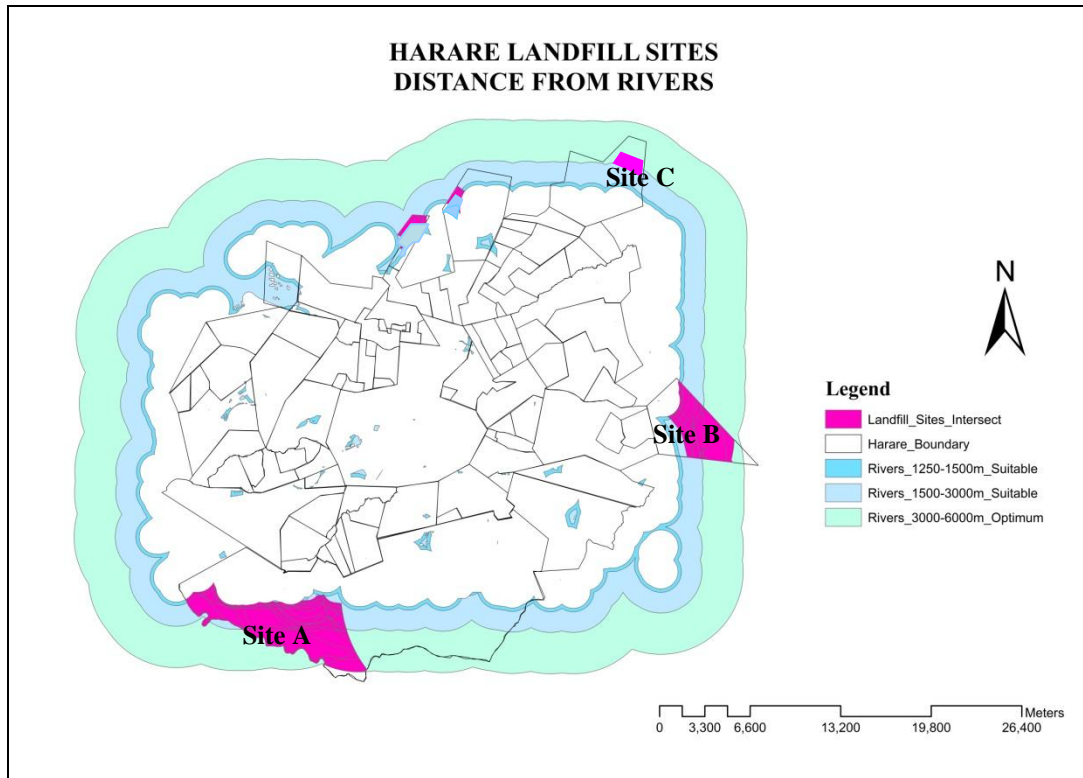 HARARE LANDFILL SITES
DISTANCE FROM RIVERS
Site C
N
Site B
Site A
Legend
Landfill_Sites_Intersect
Harare_Boundary
Rivers_1250-1500m_Suitable
Rivers_1500-3000m_Suitable
Rivers_3000-6000m_Optimum
Meters
0 3,300 6,600 13,200 19,800 26,400